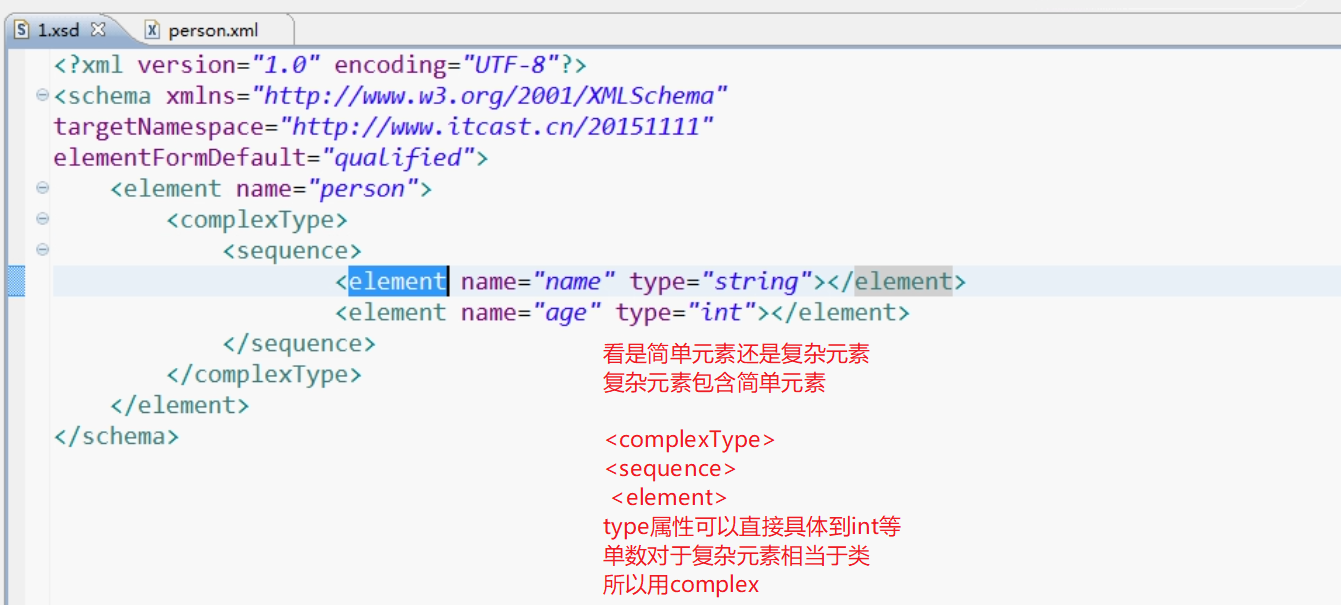 1.xsd person.xml
<?xml version="1.0" encoding="UTF-8"?>
<schema xmlns="http://www.w3.org/2001/XMLSchema"
targetNamespace="http://www.itcast.cn/20151111"
elementFormDefault="qualified">
<element name="person">
<complexType>
<sequence>
<element name="name" type="string"></element>
<element name="age" type="int"></element>
</sequence>
</complexType>
</element>
</schema>
看是简单元素还是复杂元素
复杂元素包含简单元素
<complexType>
<sequence>
<element>
type属性可以直接具体到int等
单数对于复杂元素相当于类
所以用complex